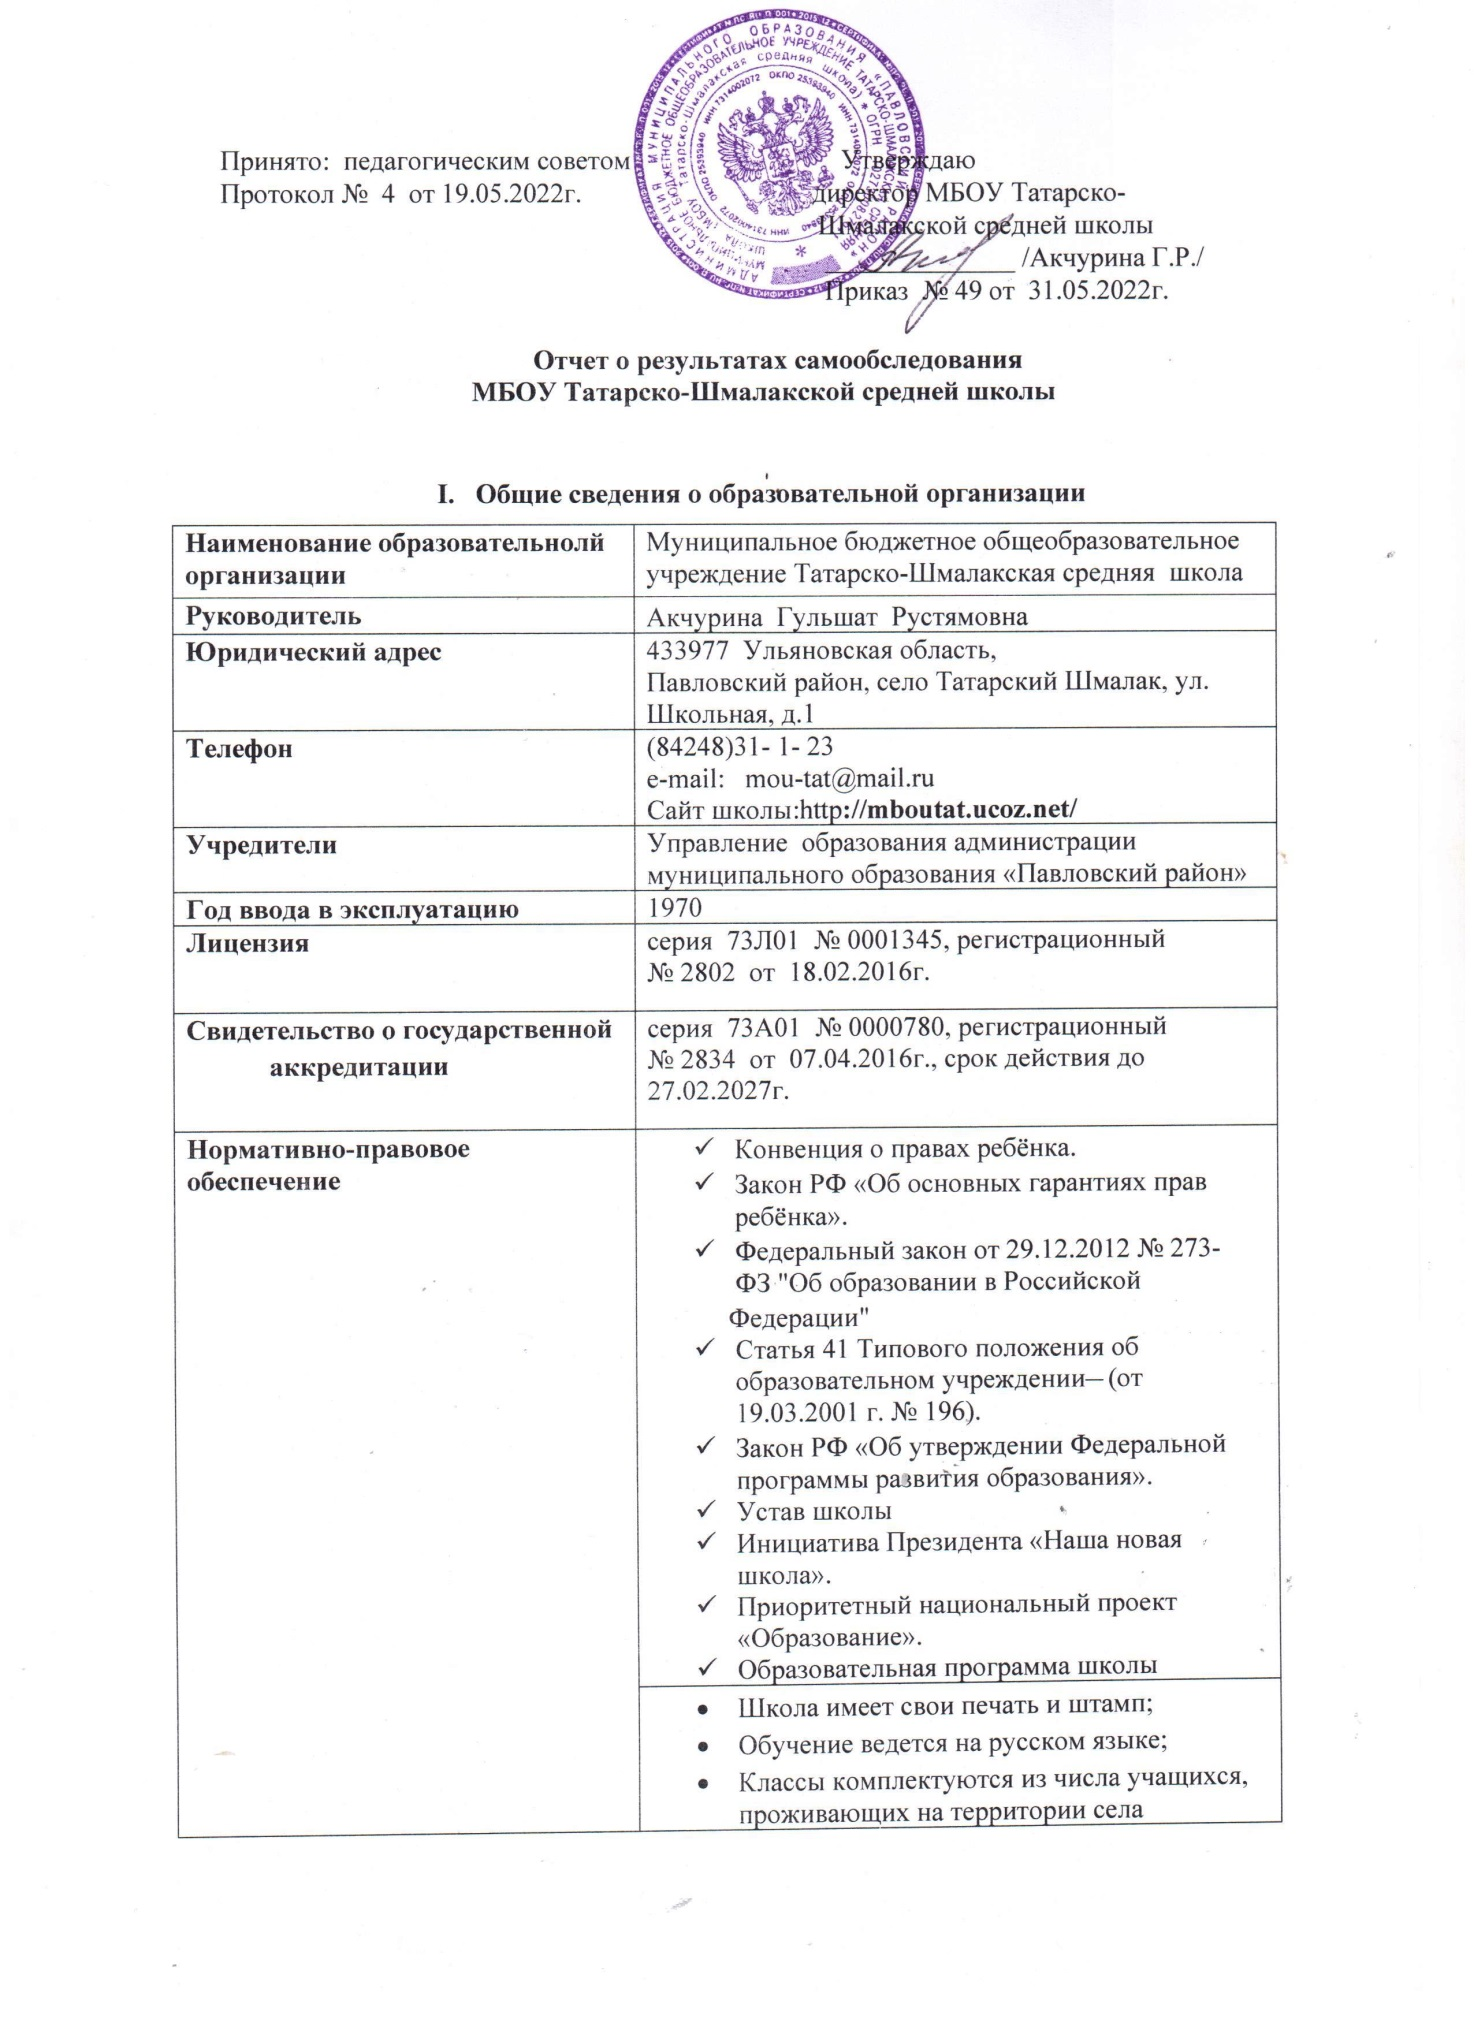 Принято:  педагогическим советом
Протокол №  4  от 19.05.2022г.
Утверждаю
директор МБОУ Татарско-
Шмалакской средней школы
______________ /Акчурина Г.Р./
Приказ  № 49 от  31.05.2022г.
Отчет о результатах самообследования
МБОУ Татарско-Шмалакской средней школы
I.   Общие сведения о образовательной организации
Наименование образовательнолй
организации
Муниципальное бюджетное общеобразовательное
учреждение Татарско-Шмалакская средняя  школа
Руководитель
Акчурина  Гульшат  Рустямовна
Юридический адрес
433977  Ульяновская область,
Павловский район, село Татарский Шмалак, ул.
Школьная, д.1
Телефон
(84248)31- 1- 23
e-mail:   mou-tat@mail.ru
Сайт школы:http://mboutat.ucoz.net/
Учредители
Управление  образования администрации
муниципального образования «Павловский район»
Год ввода в эксплуатацию
1970
Лицензия
серия  73Л01  № 0001345, регистрационный
№ 2802  от  18.02.2016г.
Свидетельство о государственной
аккредитации
серия  73А01  № 0000780, регистрационный
№ 2834  от  07.04.2016г., срок действия до
27.02.2027г.
Нормативно-правовое
обеспечение
✓ Конвенция о правах ребёнка.
✓ Закон РФ «Об основных гарантиях прав
ребёнка».
✓ Федеральный закон от 29.12.2012 № 273-
ФЗ "Об образовании в Российской
Федерации"
✓ Статья 41 Типового положения об
образовательном учреждении─ (от
19.03.2001 г. № 196).
✓ Закон РФ «Об утверждении Федеральной
программы развития образования».
✓ Устав школы
✓ Инициатива Президента «Наша новая
школа».
✓ Приоритетный национальный проект
«Образование».
✓ Образовательная программа школы
• Школа имеет свои печать и штамп;
• Обучение ведется на русском языке;
• Классы комплектуются из числа учащихся,
проживающих на территории села